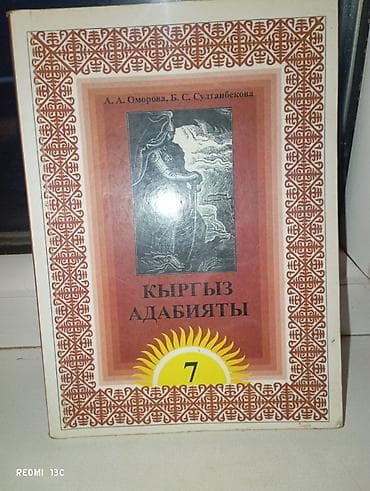 А. А. Оморова, Б. С. Султанбекова
КЫРГЫЗ
АДАБИЯТЫ
7
REDMI 13C